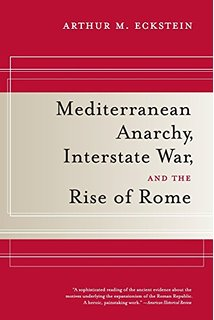 ARTHUR M. ECKSTEIN
Mediterranean
Anarchy,
Interstate War,
AND THE
Rise of Rome
"A sophisticated reading of the ancient evidence about the
motives underlying the expansionism of the Roman Republic.
A heroic, painstaking work." —American Historical Review